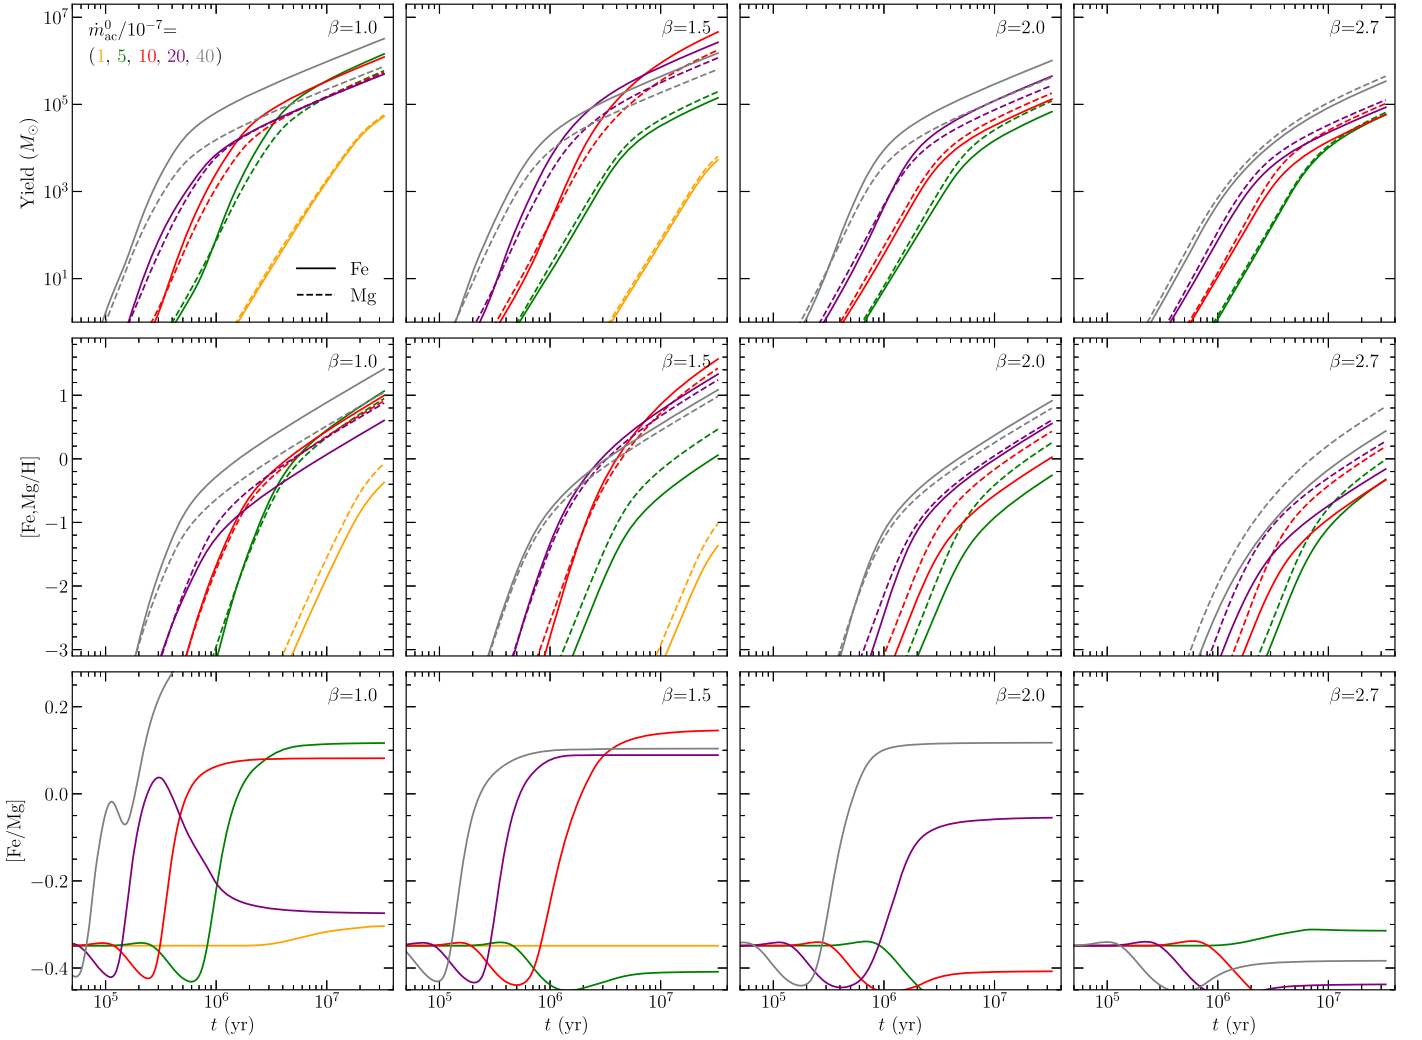 10⁷
10⁵
10³
10¹
Yield (M⊙)
ṁ⁰ac/10⁻⁷=
(1, 5, 10, 20, 40)
β=1.0
Fe
Mg
β=1.5
β=2.0
β=2.7
1
0
−1
−2
−3
[Fe,Mg/H]
β=1.0
β=1.5
β=2.0
β=2.7
0.2
0.0
−0.2
−0.4
[Fe/Mg]
β=1.0
β=1.5
β=2.0
β=2.7
10⁵ 10⁶ 10⁷
10⁵ 10⁶ 10⁷
10⁵ 10⁶ 10⁷
10⁵ 10⁶ 10⁷
t (yr)
t (yr)
t (yr)
t (yr)